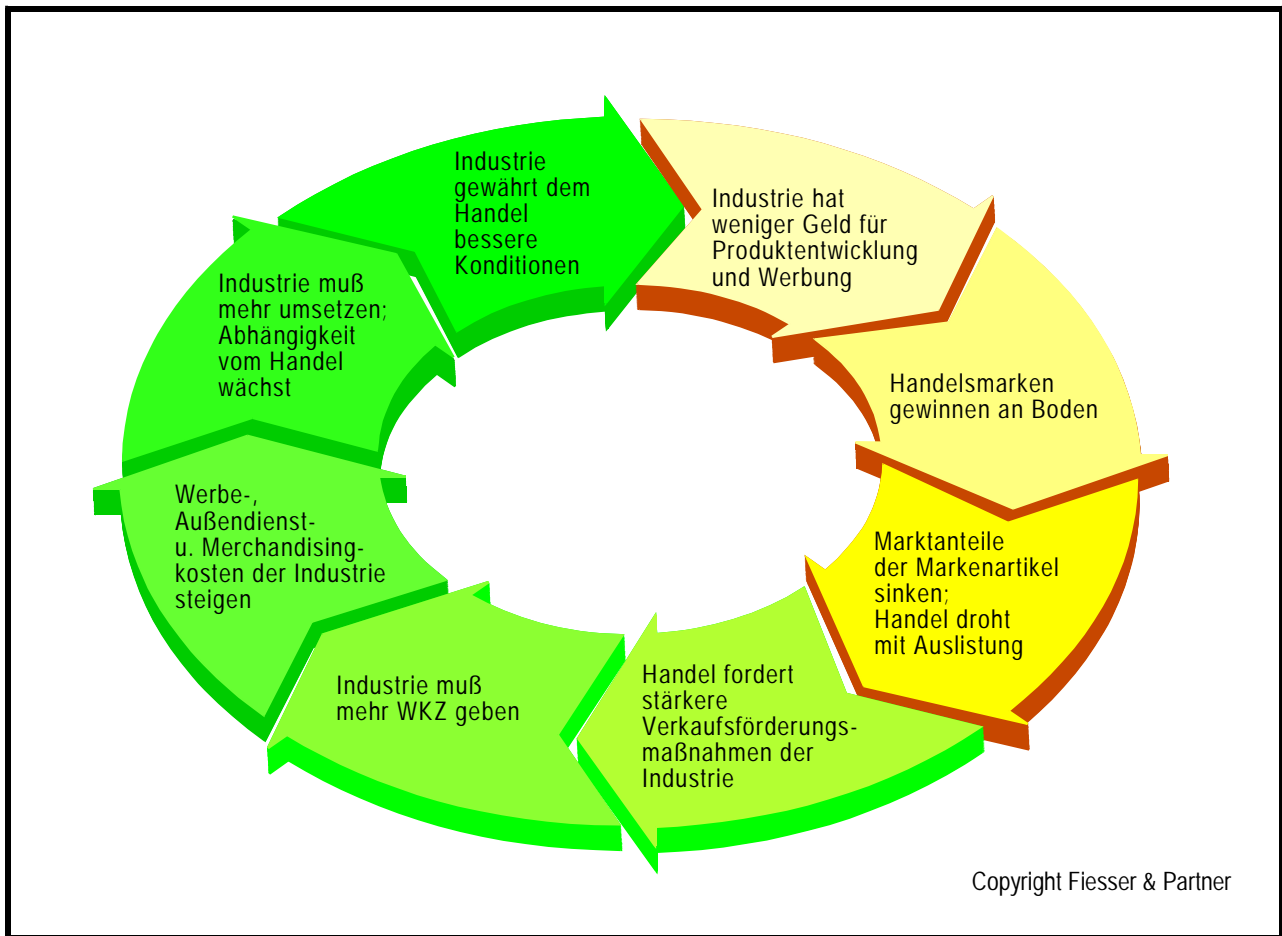 Industrie
gewährt dem
Handel
bessere
Konditionen
Industrie hat
weniger Geld für
Produktentwicklung
und Werbung
Handelsmarken
gewinnen an Boden
Marktanteile
der Markenartikel
sinken;
Handel droht
mit Auslistung
Handel fordert
stärkere
Verkaufsförderungs-
maßnahmen der
Industrie
Industrie muß
mehr WKZ geben
Werbe-,
Außendienst-
u. Merchandising-
kosten der Industrie
steigen
Industrie muß
mehr umsetzen;
Abhängigkeit
vom Handel
wächst
Copyright Fiesser & Partner